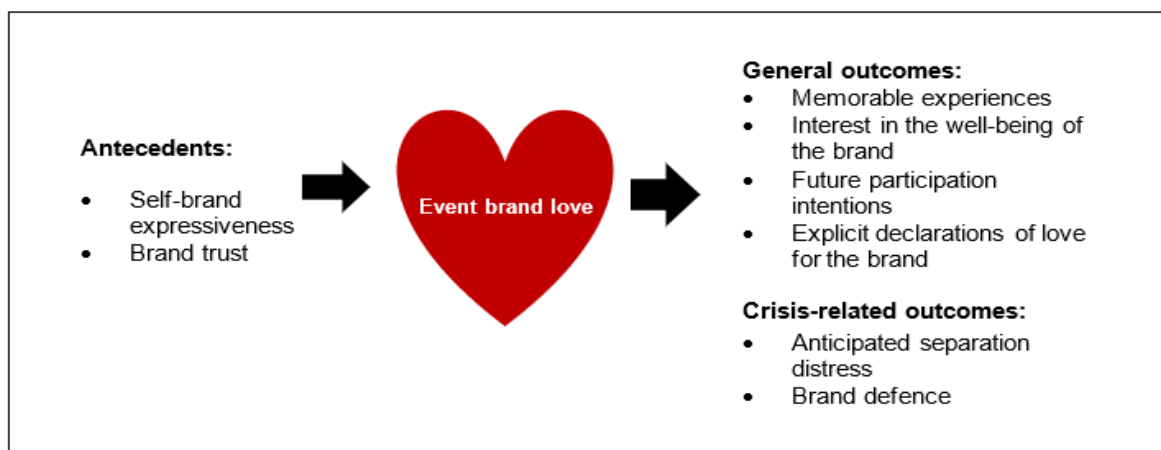 Antecedents:
• Self-brand
expressiveness
• Brand trust
Event brand love
General outcomes:
• Memorable experiences
• Interest in the well-being of
the brand
• Future participation
intentions
• Explicit declarations of love
for the brand
Crisis-related outcomes:
• Anticipated separation
distress
• Brand defence